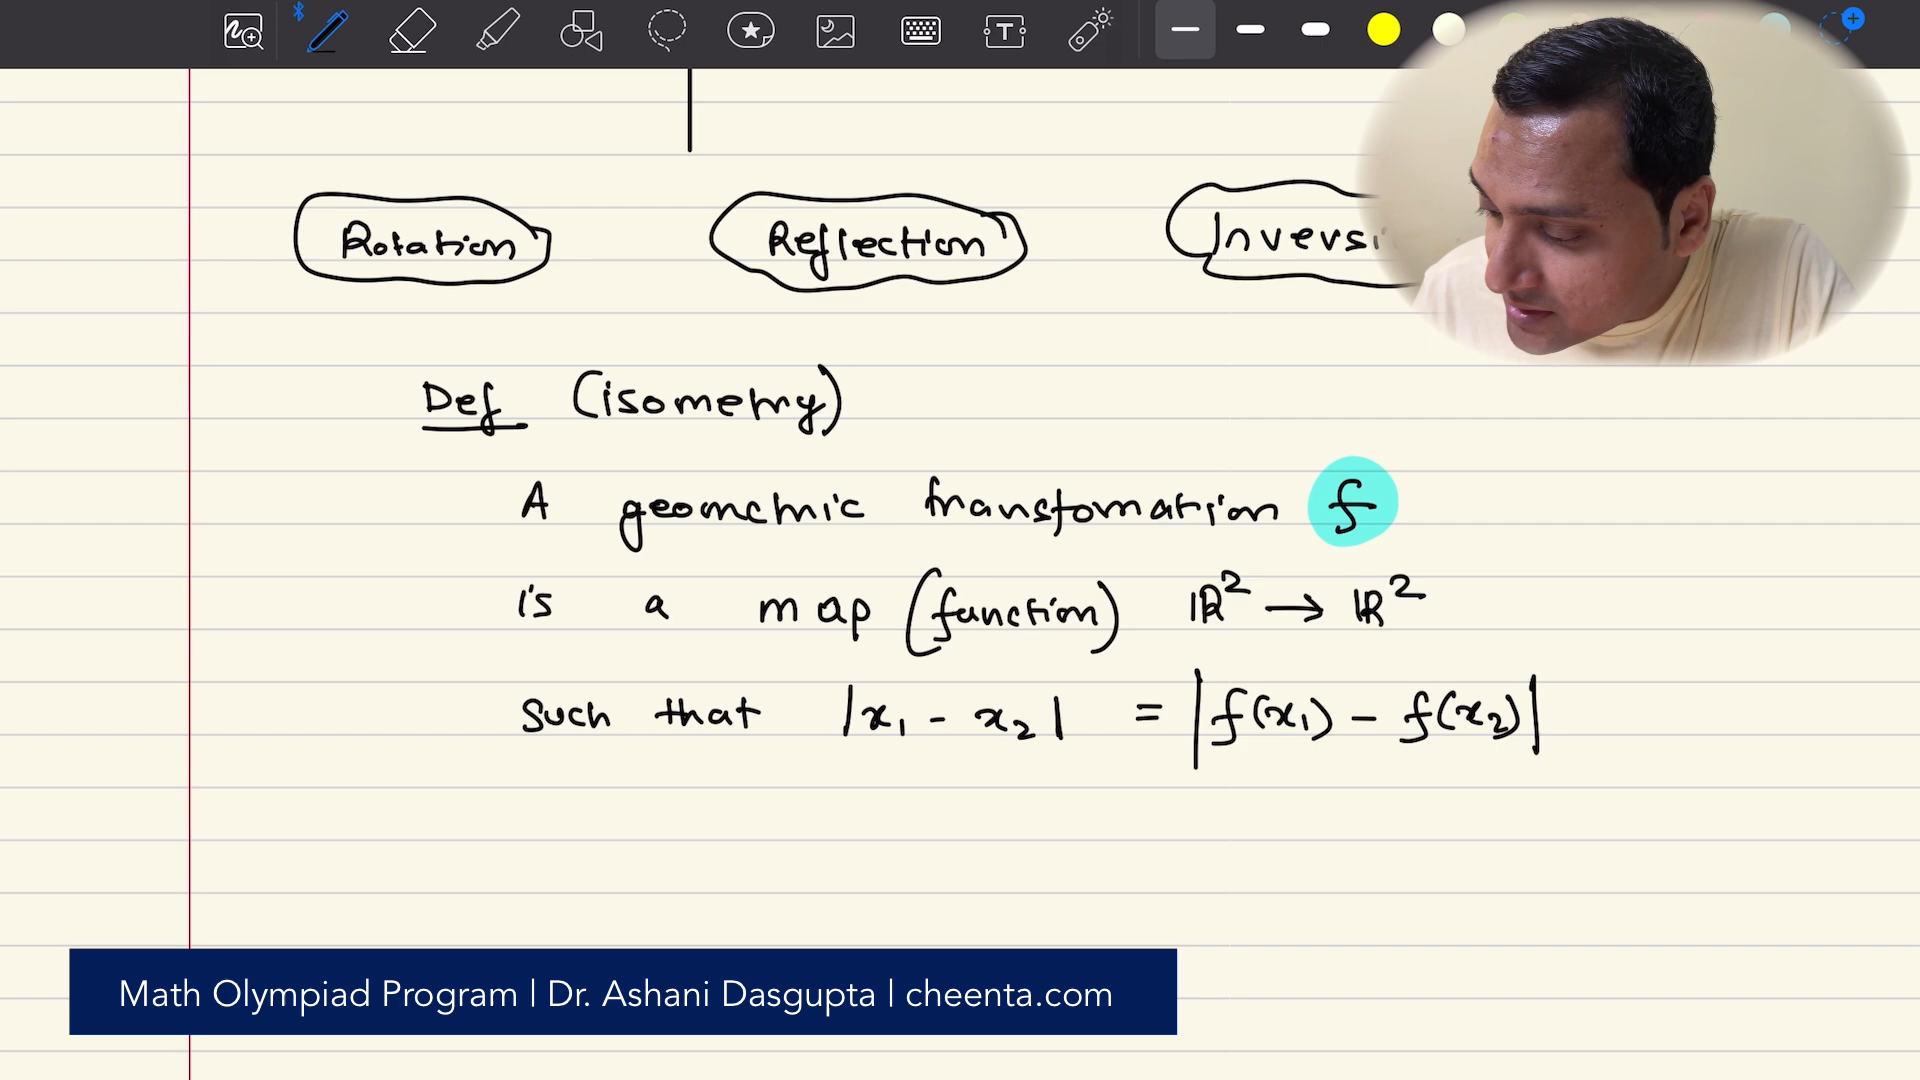 Rotation Reflection Inversi
Def (isometry)
A geometric transfomation f
is a map (function) ℝ² → ℝ²
such that |x₁ - x₂| = |f(x₁) - f(x₂)|
Math Olympiad Program | Dr. Ashani Dasgupta | cheenta.com